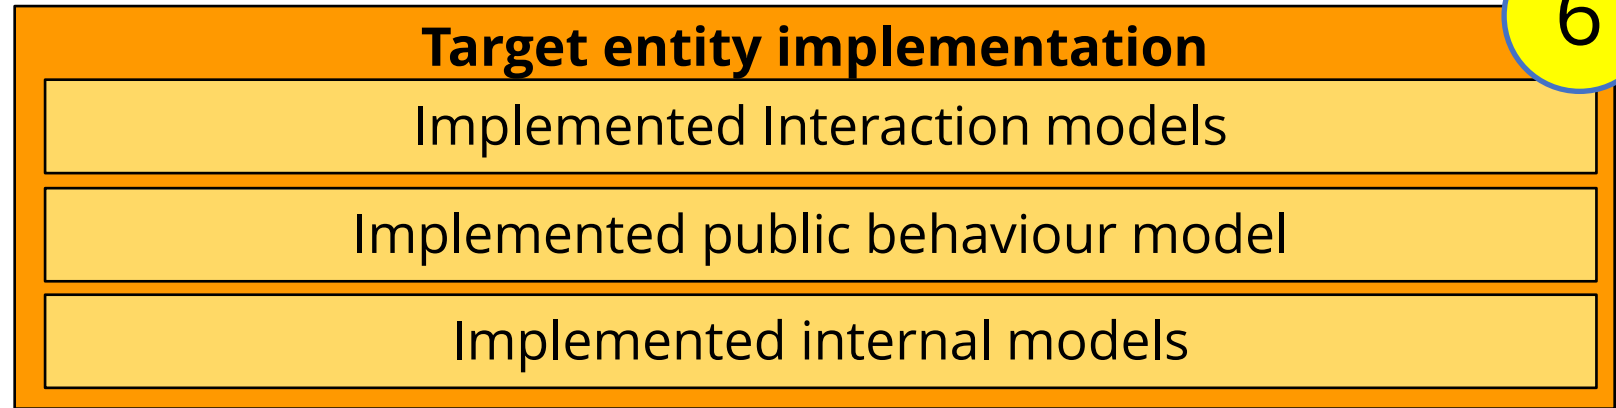 6
Target entity implementation
Implemented Interaction models
Implemented public behaviour model
Implemented internal models